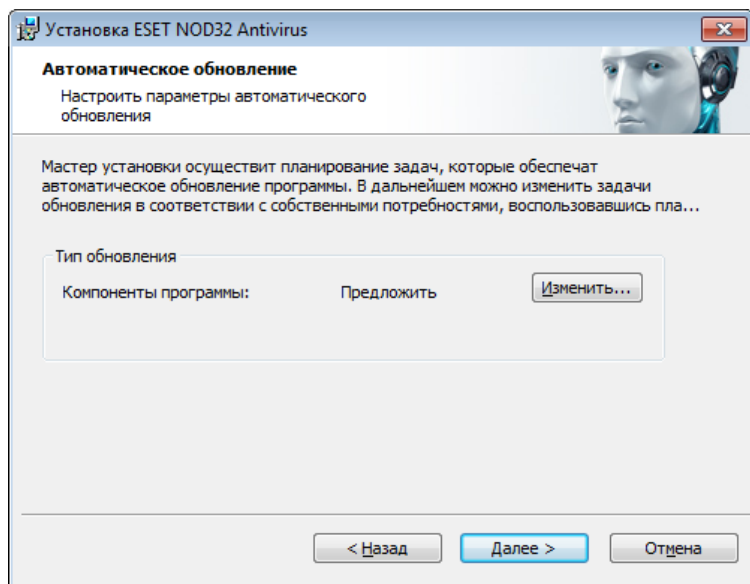 Установка ESET NOD32 Antivirus
Автоматическое обновление
Настроить параметры автоматического
обновления
Мастер установки осуществит планирование задач, которые обеспечат
автоматическое обновление программы. В дальнейшем можно изменить задачи
обновления в соответствии с собственными потребностями, воспользовавшись пла...
Тип обновления
Компоненты программы: Предложить Изменить...
< Назад Далее > Отмена